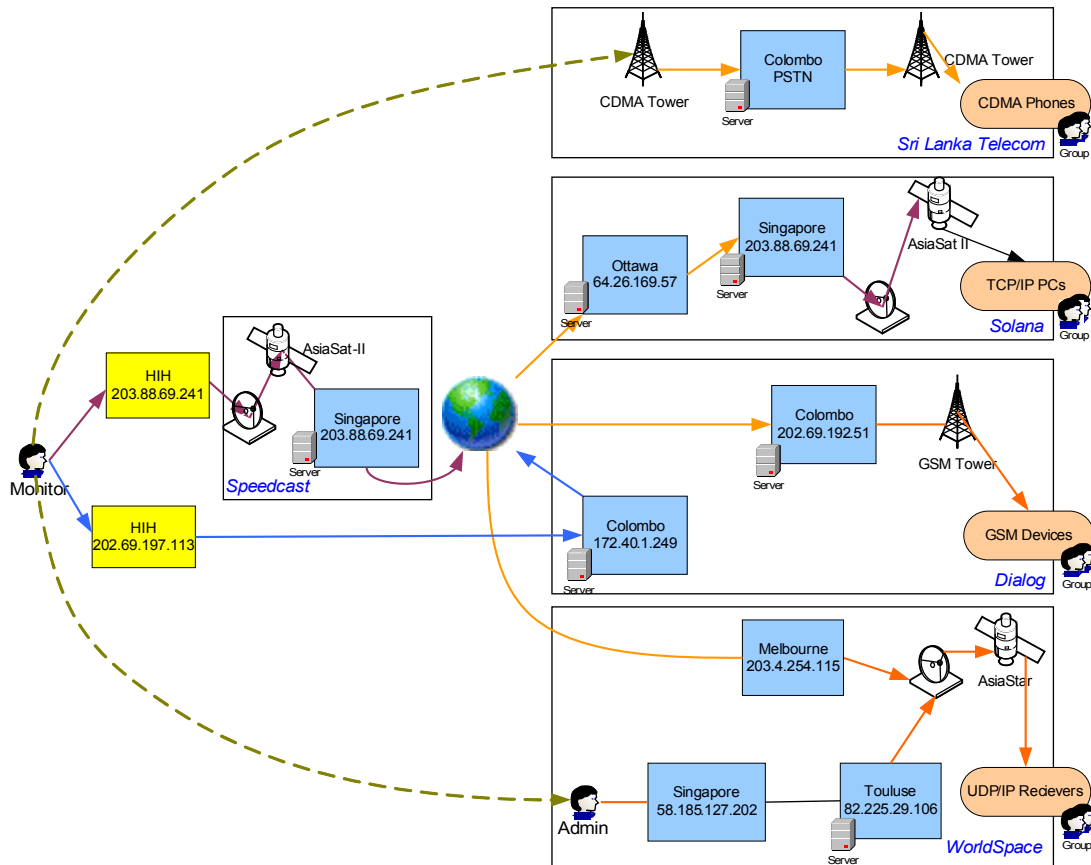 CDMA Tower
Colombo
PSTN
Server
CDMA Tower
CDMA Phones
Sri Lanka Telecom
Group
Ottawa
64.26.169.57
Server
Singapore
203.88.69.241
Server
AsiaSat II
TCP/IP PCs
Solana
Group
Monitor
HIH
203.88.69.241
HIH
202.69.197.113
AsiaSat-II
Singapore
203.88.69.241
Server
Speedcast
Colombo
202.69.192.51
Server
GSM Tower
Colombo
172.40.1.249
Server
GSM Devices
Dialog
Group
Melbourne
203.4.254.115
AsiaStar
Admin
Singapore
58.185.127.202
Touluse
82.225.29.106
Server
UDP/IP Recievers
WorldSpace
Group